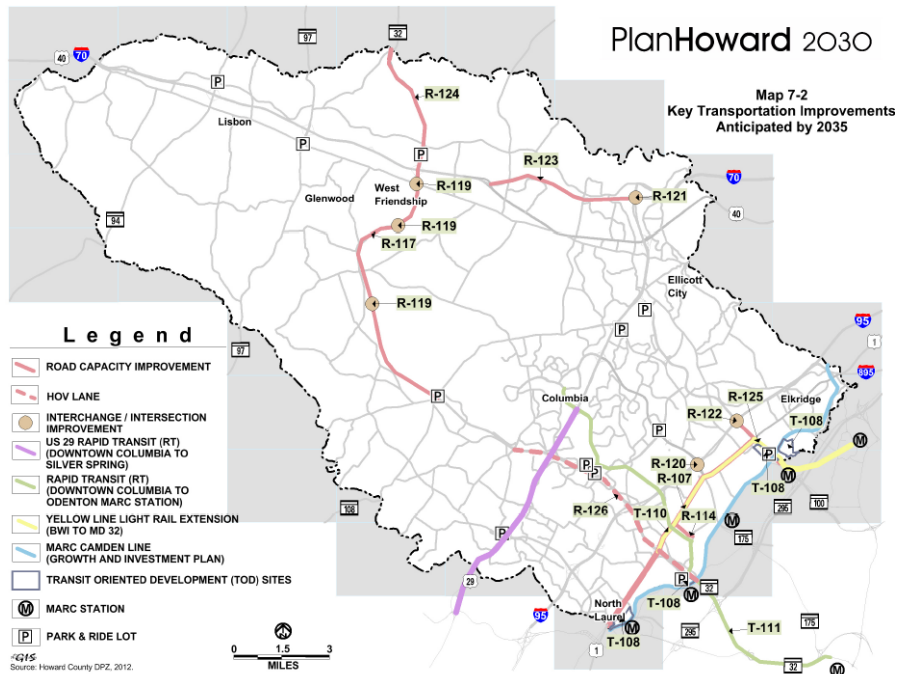 PlanHoward 2030
Map 7-2
Key Transportation Improvements
Anticipated by 2035
97
32
40
70
P
R-124
Lisbon
P
P
R-123
70
R-119
R-121
West
Friendship
Glenwood
40
94
R-119
R-117
Ellicott
City
R-119
P
P
95
1
895
97
P
Columbia
R-125
Elkridge
R-122
T-108
P
M
P
P
R-120
P
M
R-107
T-108
108
R-126
T-110
R-114
M
295
100
175
P
29
P
32
M
95
North
Laurel
T-108
M
T-108
295
T-111
175
1
32
M
Legend
ROAD CAPACITY IMPROVEMENT
HOV LANE
INTERCHANGE / INTERSECTION
IMPROVEMENT
US 29 RAPID TRANSIT (RT)
(DOWNTOWN COLUMBIA TO
SILVER SPRING)
RAPID TRANSIT (RT)
(DOWNTOWN COLUMBIA TO
ODENTON MARC STATION)
YELLOW LINE LIGHT RAIL EXTENSION
(BWI TO MD 32)
MARC CAMDEN LINE
(GROWTH AND INVESTMENT PLAN)
TRANSIT ORIENTED DEVELOPMENT (TOD) SITES
M MARC STATION
P PARK & RIDE LOT
GIS
Source: Howard County DPZ, 2012.
0 1.5 3
MILES